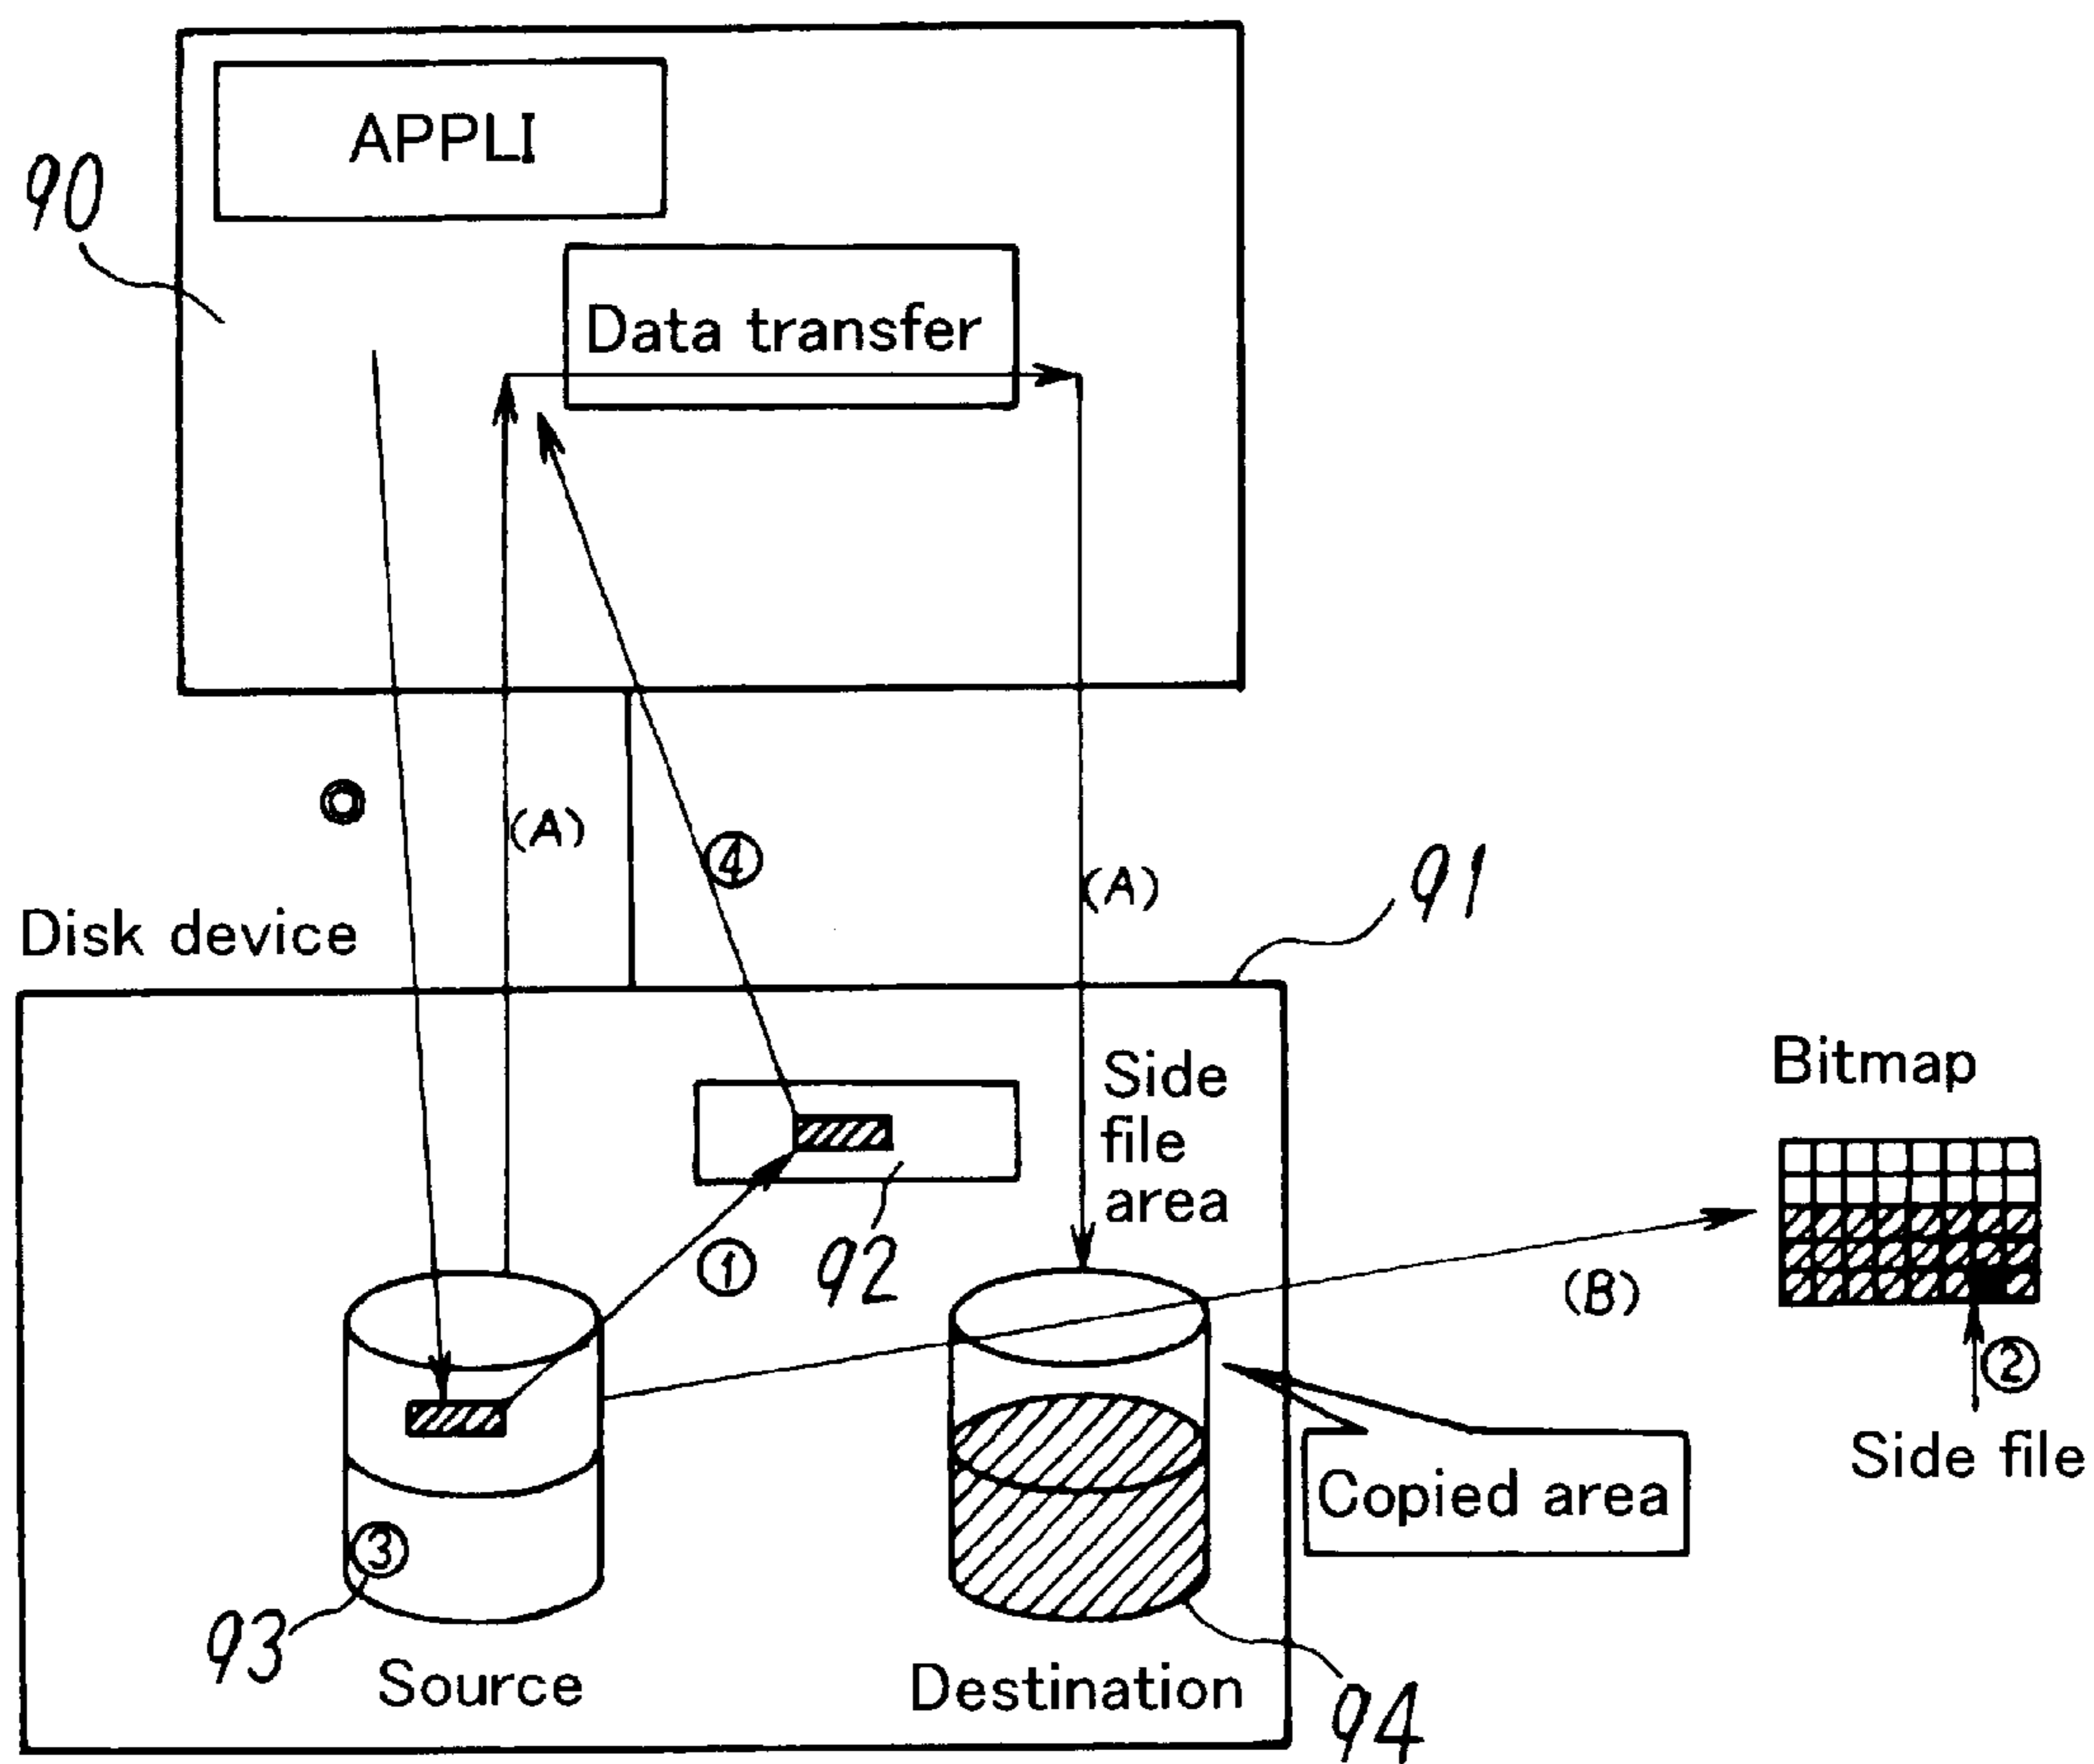 APPLI
90
Data transfer
(A)
④
(A)
91
Disk device
Side
file
area
Bitmap
92
①
(B)
②
Side file
Copied area
③
93
Source
Destination
94